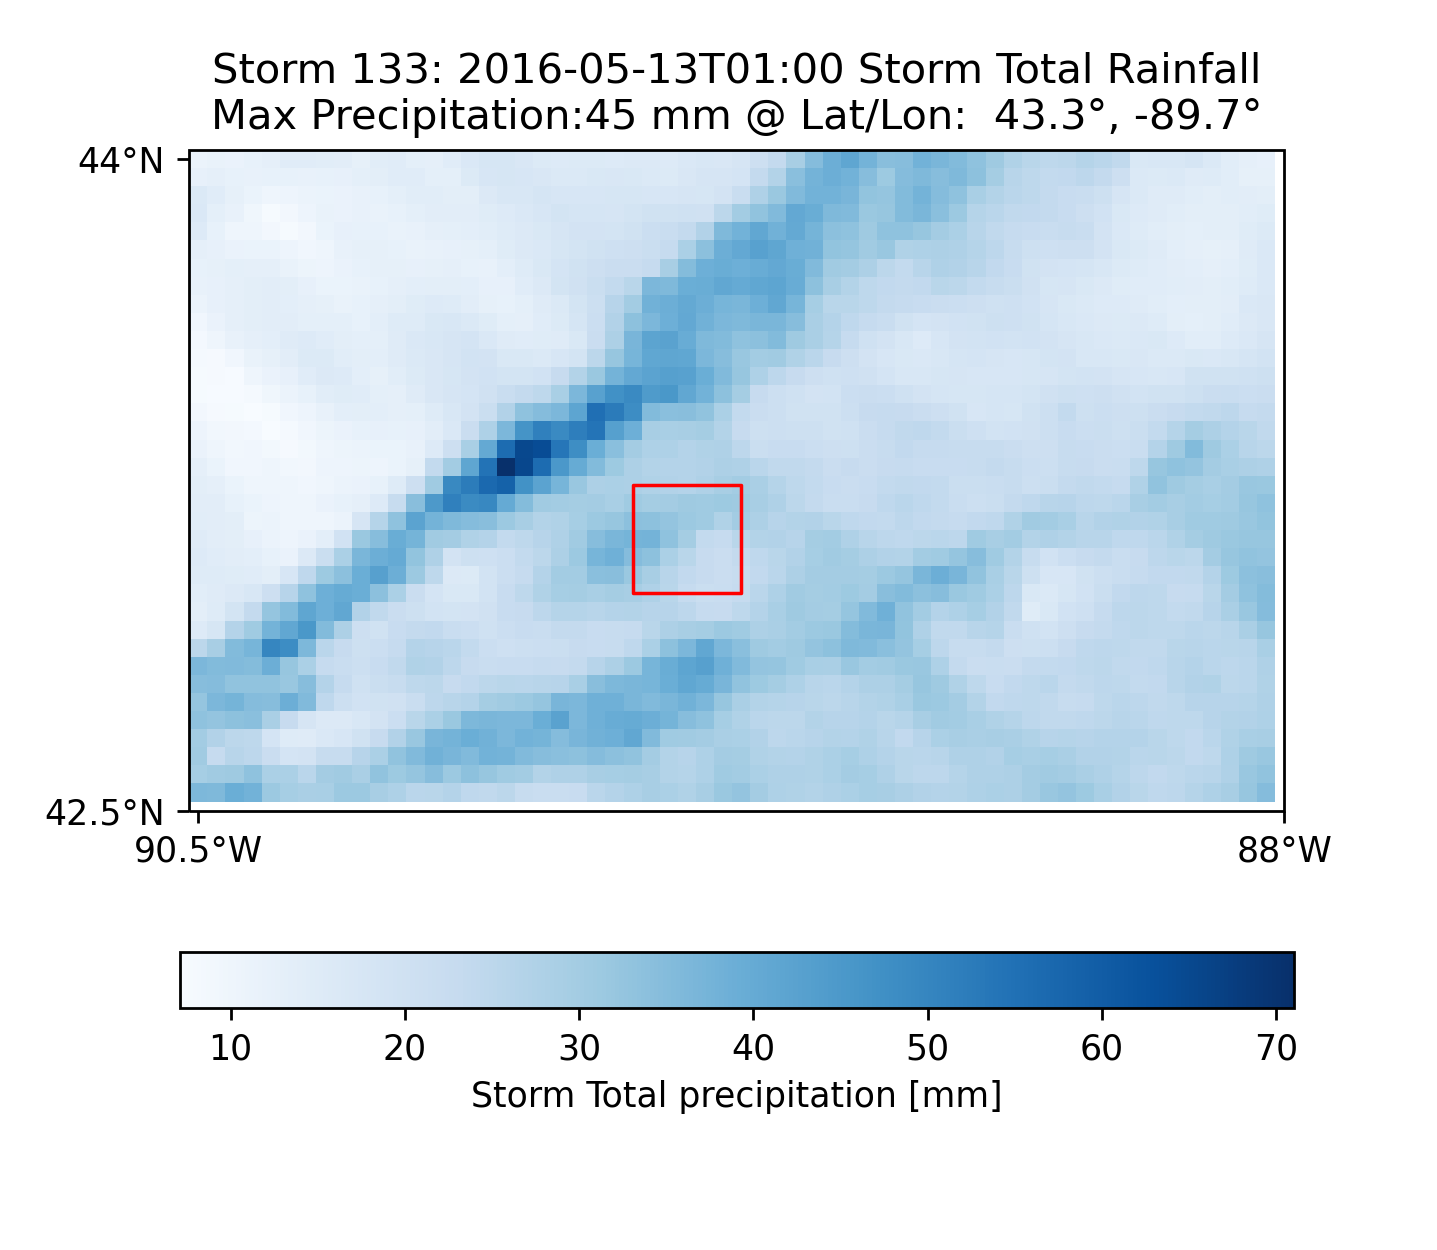 Storm 133: 2016-05-13T01:00 Storm Total Rainfall
Max Precipitation:45 mm @ Lat/Lon:  43.3°, -89.7°
44°N
42.5°N
90.5°W 88°W
10 20 30 40 50 60 70
Storm Total precipitation [mm]